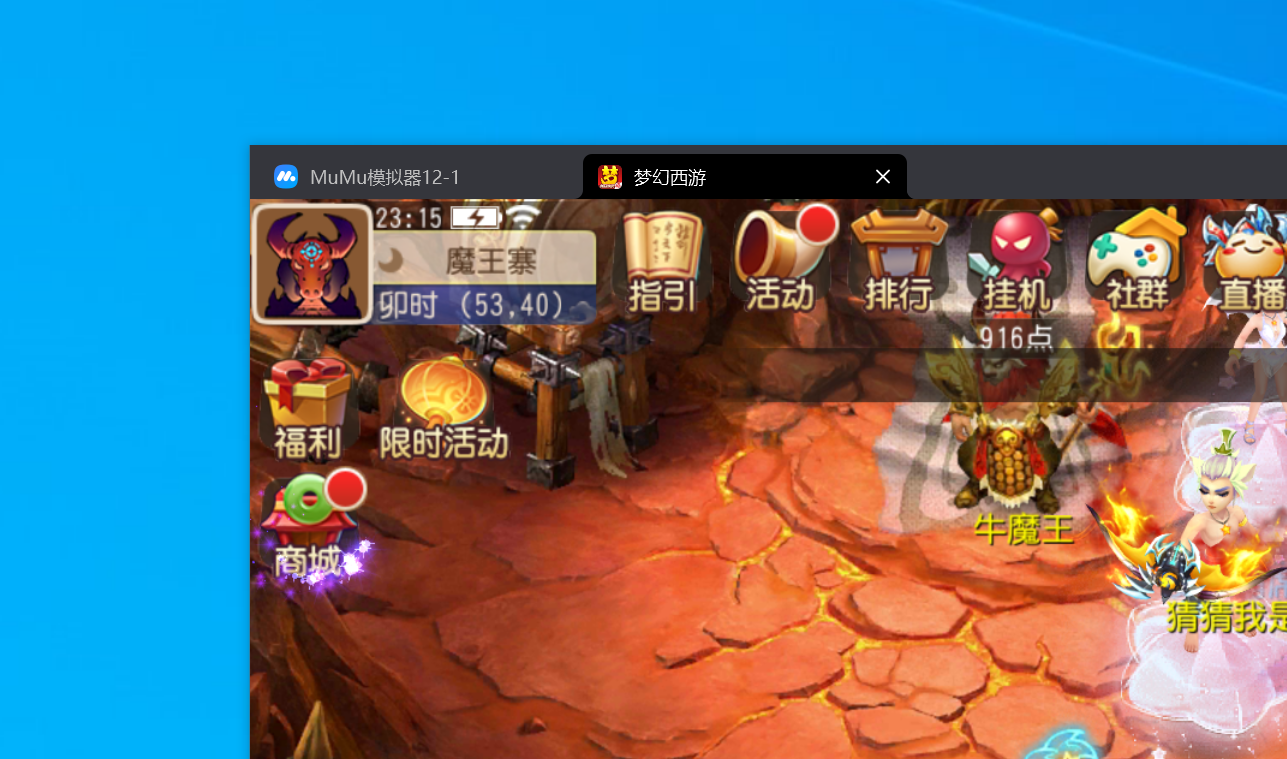 MuMu模拟器12-1
梦幻西游
23:15
魔王寨
卯时 (53,40)
指引
活动
排行
挂机
社群
直播
916点
福利
限时活动
商城
牛魔王
猜猜我是